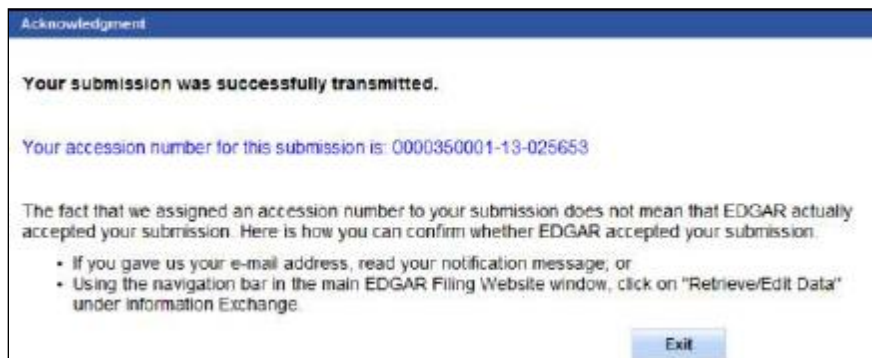 Acknowledgment
Your submission was successfully transmitted.
Your accession number for this submission is: 0000350001-13-025653
The fact that we assigned an accession number to your submission does not mean that EDGAR actually
accepted your submission. Here is how you can confirm whether EDGAR accepted your submission.
• If you gave us your e-mail address, read your notification message; or
• Using the navigation bar in the main EDGAR Filing Website window, click on "Retrieve/Edit Data"
under Information Exchange.
Exit